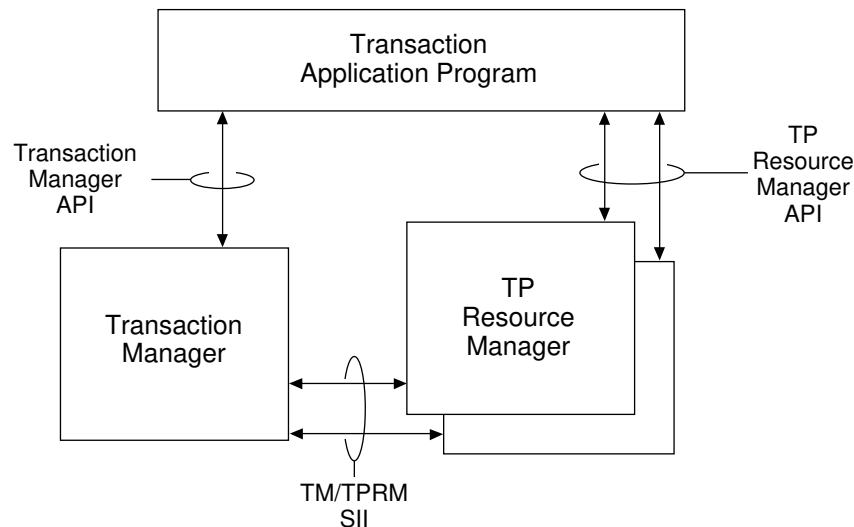 Transaction
Application Program
Transaction
Manager
API
TP
Resource
Manager
API
Transaction
Manager
TP
Resource
Manager
TM/TPRM
SII